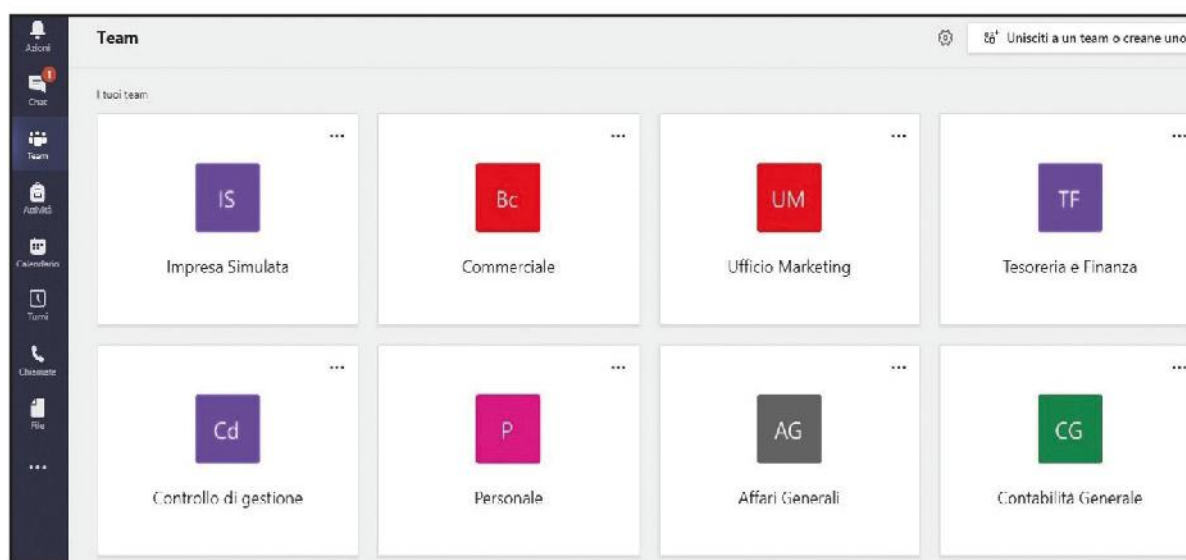 Team
Unisciti a un team o creane uno
Azioni
Chat
1
Team
Attività
Calendario
Turni
Chiamate
File
I tuoi team
IS
Impresa Simulata
Bc
Commerciale
UM
Ufficio Marketing
TF
Tesoreria e Finanza
Cd
Controllo di gestione
P
Personale
AG
Affari Generali
CG
Contabilità Generale